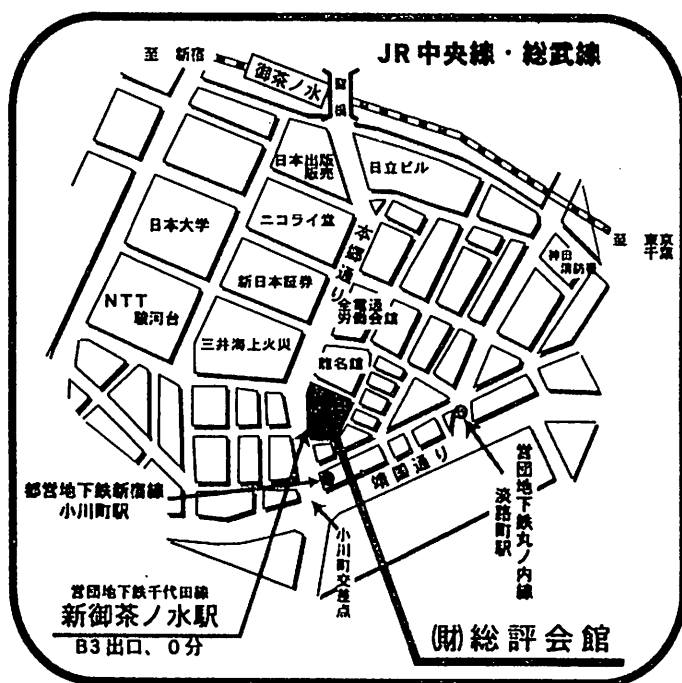 JR中央線・総武線
至 新宿
御茶ノ水
聖橋
日本出版
販売
日立ビル
日本大学
ニコライ堂
本郷通り
至 東京
千葉
神田
消防署
新日本証券
NTT
駿河台
全電通
労働会館
三井海上火災
雑名館
靖国通り
都営地下鉄新宿線
小川町駅
小川町交差点
営団地下鉄丸ノ内線
淡路町駅
営団地下鉄千代田線
新御茶ノ水駅
B3出口、0分
(財)総評会館